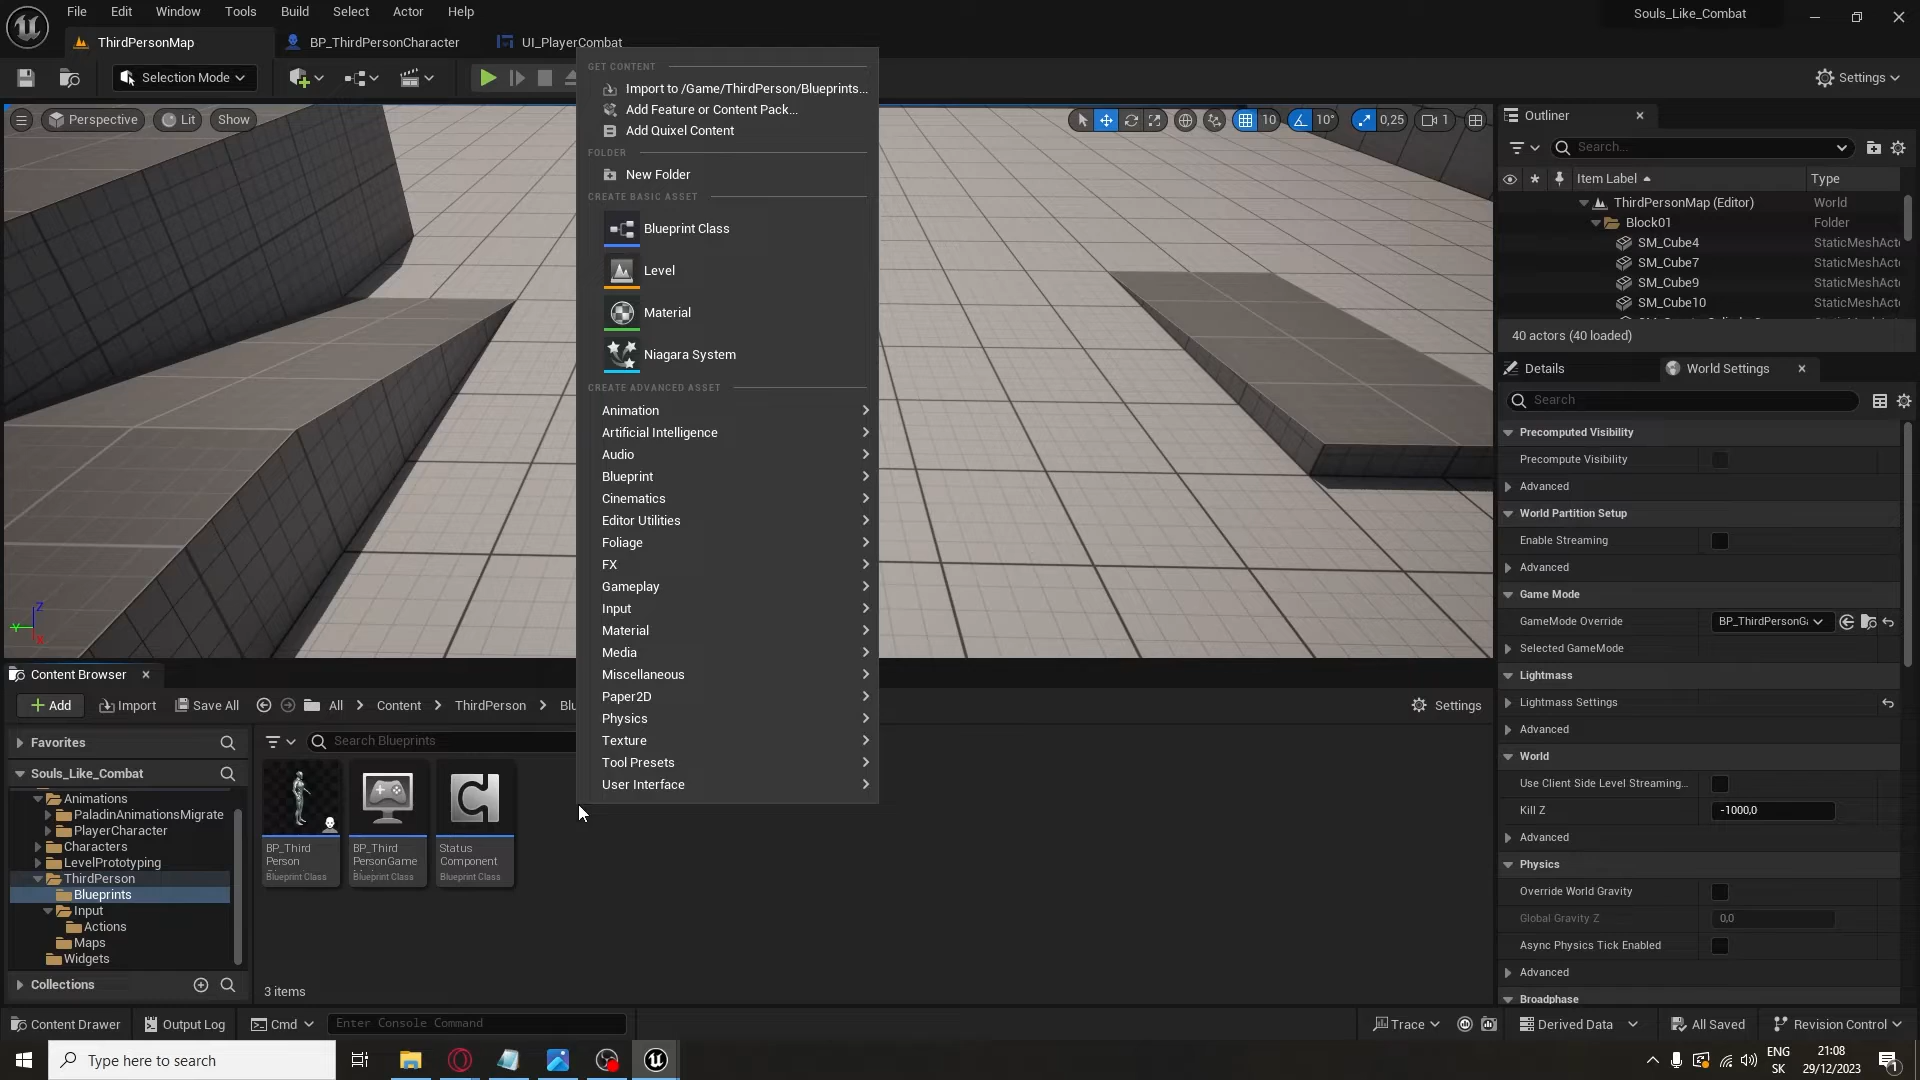 File
Edit
Window
Tools
Build
Select
Actor
Help
Souls_Like_Combat
ThirdPersonMap
BP_ThirdPersonCharacter
UI_PlayerCombat
Selection Mode
Settings
Perspective
Lit
Show
10
10°
0,25
1
GET CONTENT
Import to /Game/ThirdPerson/Blueprints...
Add Feature or Content Pack...
Add Quixel Content
FOLDER
New Folder
CREATE BASIC ASSET
Blueprint Class
Level
Material
Niagara System
CREATE ADVANCED ASSET
Animation
Artificial Intelligence
Audio
Blueprint
Cinematics
Editor Utilities
Foliage
FX
Gameplay
Input
Material
Media
Miscellaneous
Paper2D
Physics
Texture
Tool Presets
User Interface
Outliner
Search...
Item Label
Type
ThirdPersonMap (Editor)
World
Block01
Folder
SM_Cube4
StaticMeshActo
SM_Cube7
StaticMeshActo
SM_Cube9
StaticMeshActo
SM_Cube10
StaticMeshActo
40 actors (40 loaded)
Details
World Settings
Search
Precomputed Visibility
Precompute Visibility
Advanced
World Partition Setup
Enable Streaming
Advanced
Game Mode
GameMode Override
BP_ThirdPersonGa
Selected GameMode
Lightmass
Lightmass Settings
Advanced
World
Use Client Side Level Streaming...
Kill Z
-1000,0
Advanced
Physics
Override World Gravity
Global Gravity Z
0,0
Async Physics Tick Enabled
Advanced
Broadphase
Content Browser
Add
Import
Save All
All
Content
ThirdPerson
Blu
Settings
Favorites
Search Blueprints
Souls_Like_Combat
Animations
PaladinAnimationsMigrate
PlayerCharacter
Characters
LevelPrototyping
ThirdPerson
Blueprints
Input
Actions
Maps
Widgets
Collections
BP_Third
Person
Blueprint Class
BP_Third
PersonGame
Blueprint Class
Status
Component
Blueprint Class
3 items
Content Drawer
Output Log
Cmd
Enter Console Command
Trace
Derived Data
All Saved
Revision Control
Type here to search
ENG
SK
21:08
29/12/2023
1